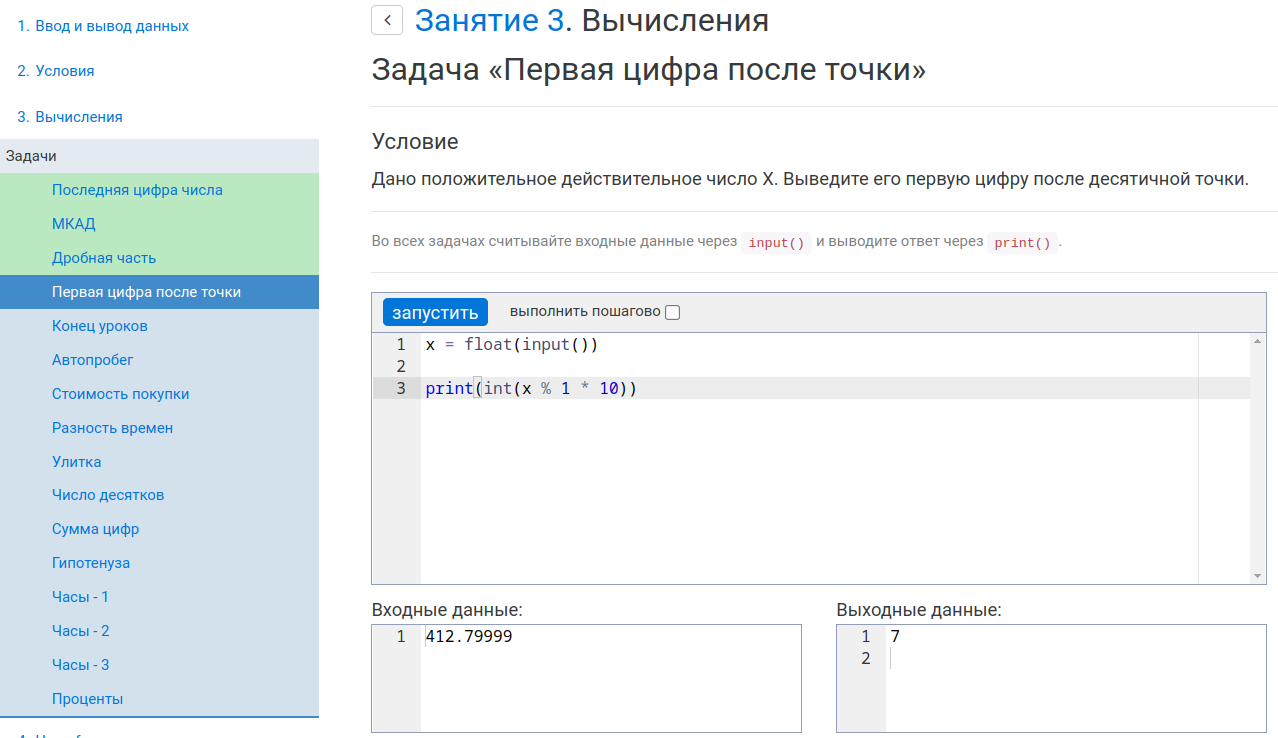 1. Ввод и вывод данных
2. Условия
3. Вычисления
Задачи
Последняя цифра числа
МКАД
Дробная часть
Первая цифра после точки
Конец уроков
Автопробег
Стоимость покупки
Разность времен
Улитка
Число десятков
Сумма цифр
Гипотенуза
Часы - 1
Часы - 2
Часы - 3
Проценты
Занятие 3. Вычисления
Задача «Первая цифра после точки»
Условие
Дано положительное действительное число X. Выведите его первую цифру после десятичной точки.
Во всех задачах считывайте входные данные через input() и выводите ответ через print().
запустить выполнить пошагово
1 x = float(input())
2
3 print(int(x % 1 * 10))
Входные данные:
1 412.79999
Выходные данные:
1 7
2